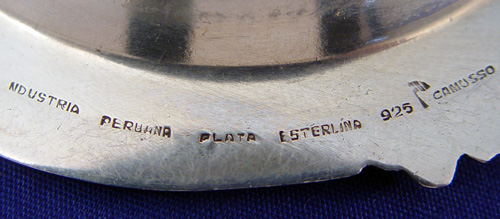 NDUSTRIA PERUANA PLATA ESTERLINA 925 CAMUSSO